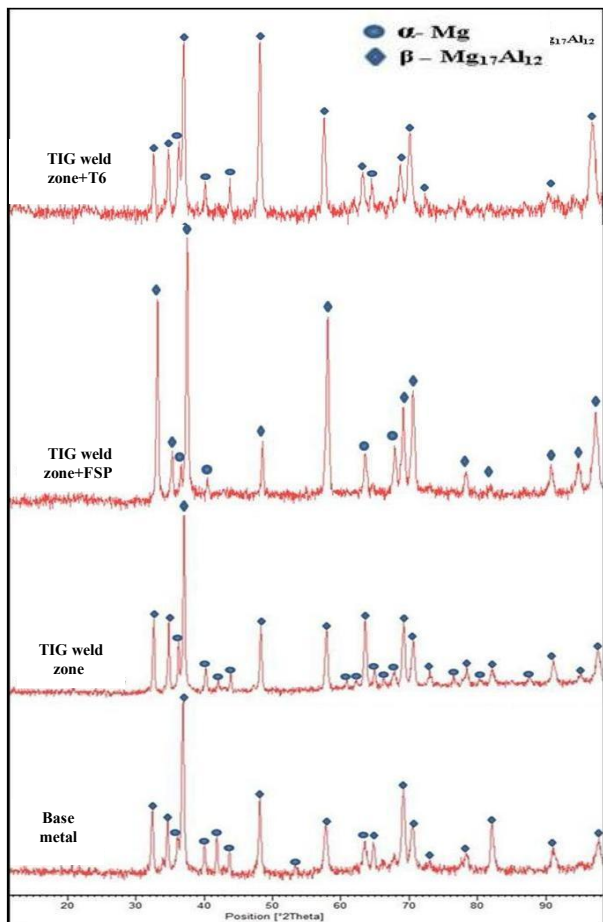 α- Mg
g17Al12
β – Mg17Al12
TIG weld
zone+T6
TIG weld
zone+FSP
TIG weld
zone
Base
metal
20 30 40 50 60 70 80 90
Position [°2Theta]